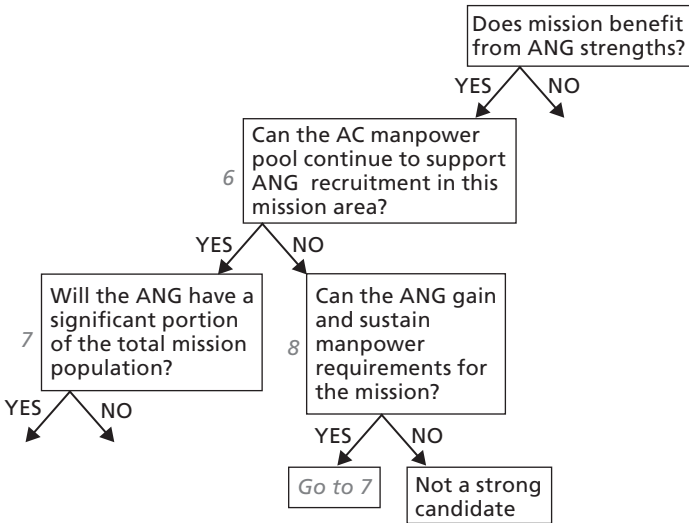 Does mission benefit
from ANG strengths?
YES
NO
6
Can the AC manpower
pool continue to support
ANG recruitment in this
mission area?
YES
NO
7
Will the ANG have a
significant portion
of the total mission
population?
8
Can the ANG gain
and sustain
manpower
requirements for
the mission?
YES
NO
YES
NO
Go to 7
Not a strong
candidate